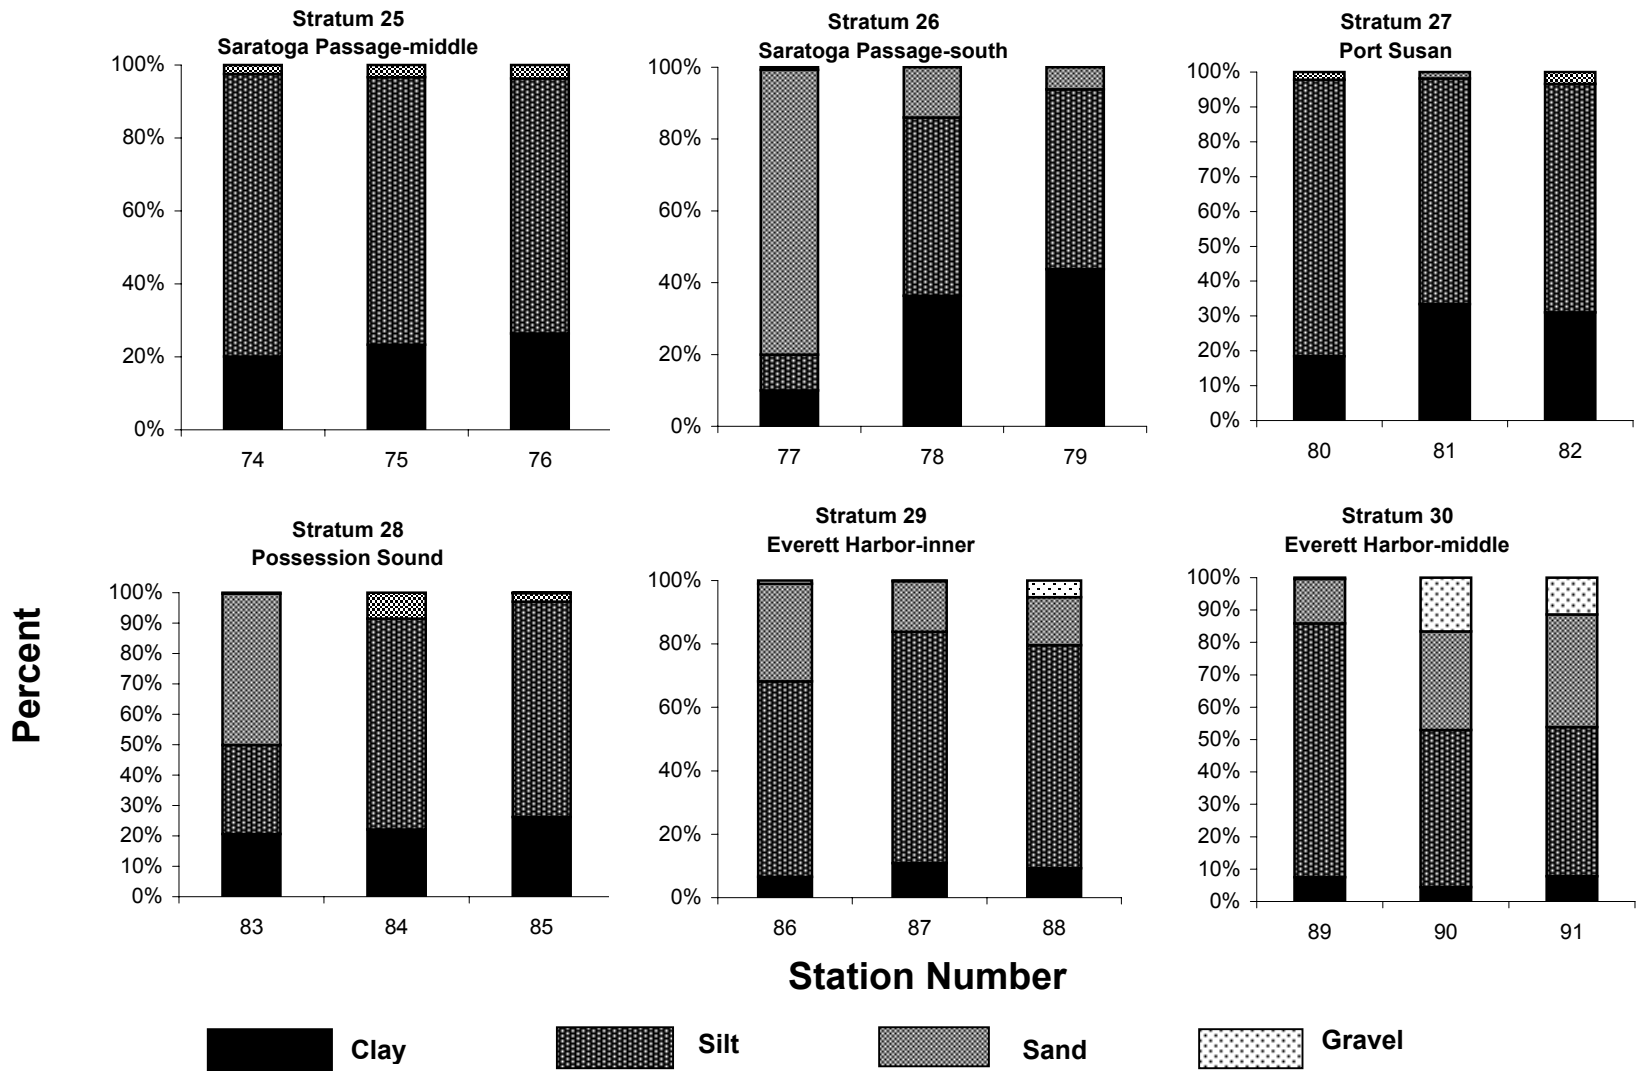 Stratum 25
Saratoga Passage-middle
100%
80%
60%
40%
20%
0%
74 75 76
Stratum 26
Saratoga Passage-south
100%
80%
60%
40%
20%
0%
77 78 79
Stratum 27
Port Susan
100%
90%
80%
70%
60%
50%
40%
30%
20%
10%
0%
80 81 82
Percent
Stratum 28
Possession Sound
100%
90%
80%
70%
60%
50%
40%
30%
20%
10%
0%
83 84 85
Stratum 29
Everett Harbor-inner
100%
80%
60%
40%
20%
0%
86 87 88
Stratum 30
Everett Harbor-middle
100%
90%
80%
70%
60%
50%
40%
30%
20%
10%
0%
89 90 91
Station Number
Clay Silt Sand Gravel